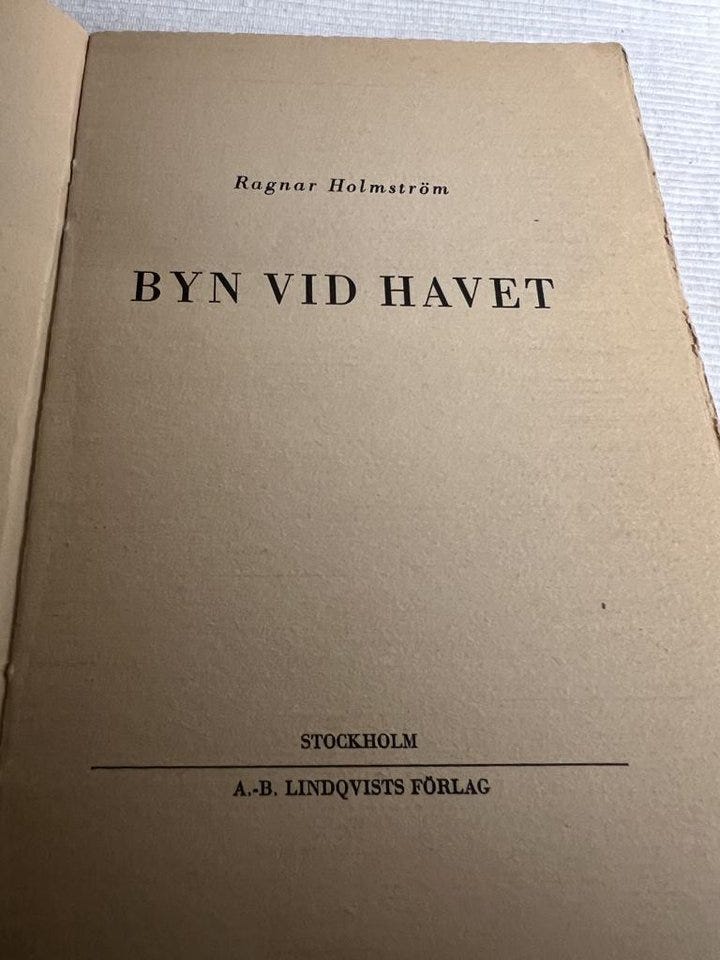 Ragnar Holmström
BYN VID HAVET
STOCKHOLM
A.-B. LINDQVISTS FÖRLAG